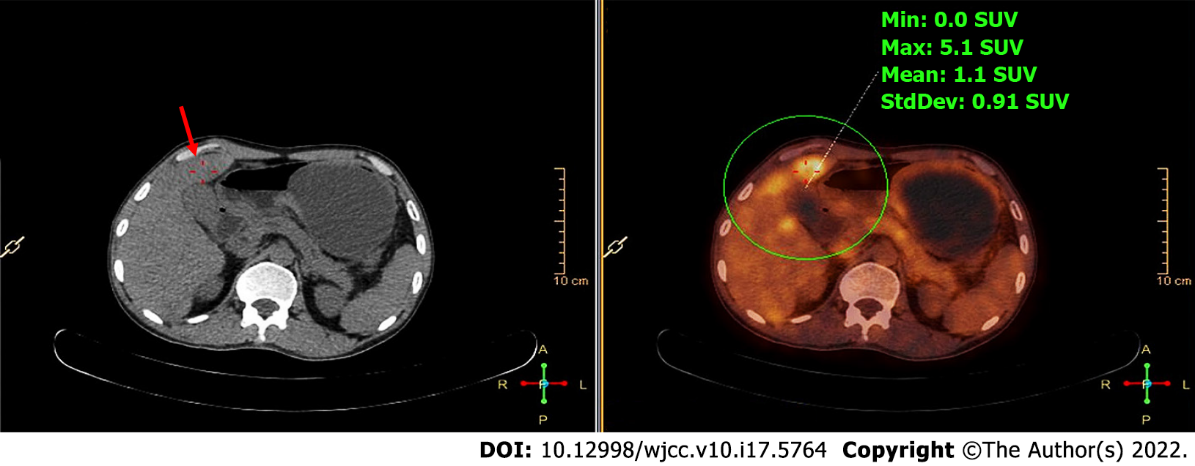 Min: 0.0 SUV
Max: 5.1 SUV
Mean: 1.1 SUV
StdDev: 0.91 SUV
10 cm
10 cm
A
R F L
P
A
R F L
P
DOI: 10.12998/wjcc.v10.i17.5764 Copyright ©The Author(s) 2022.